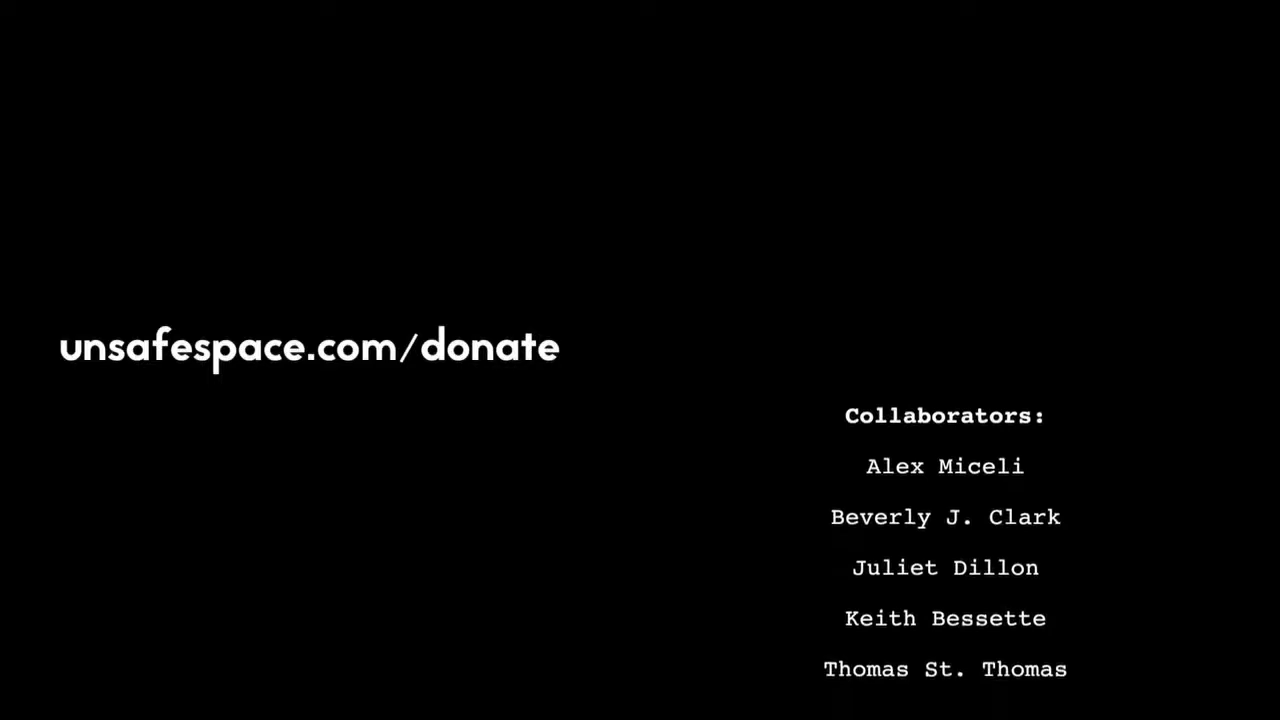 unsafespace.com/donate
Collaborators:
Alex Miceli
Beverly J. Clark
Juliet Dillon
Keith Bessette
Thomas St. Thomas